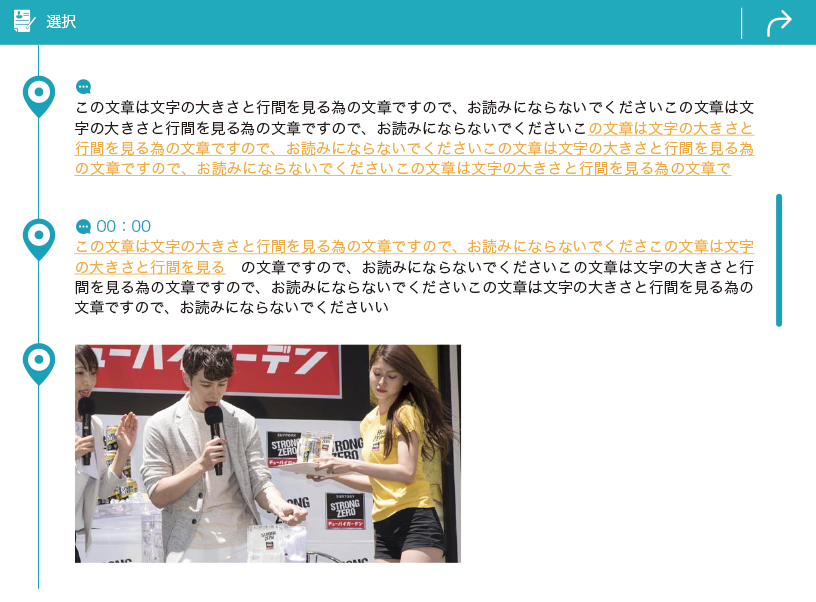 選択
この文章は文字の大きさと行間を見る為の文章ですので、お読みにならないでくださいこの文章は文
字の大きさと行間を見る為の文章ですので、お読みにならないでくださいこの文章は文字の大きさと
行間を見る為の文章ですので、お読みにならないでくださいこの文章は文字の大きさと行間を見る為
の文章ですので、お読みにならないでくださいこの文章は文字の大きさと行間を見る為の文章で
00：00
この文章は文字の大きさと行間を見る為の文章ですので、お読みにならないでくださこの文章は文字
の大きさと行間を見る　の文章ですので、お読みにならないでくださいこの文章は文字の大きさと行
間を見る為の文章ですので、お読みにならないでくださいこの文章は文字の大きさと行間を見る為の
文章ですので、お読みにならないでくださいい
チューハイガーデン
STRONG
ZERO
RONG
STRONG
ZERO
チューハイガーデン
STRONG
ZERO